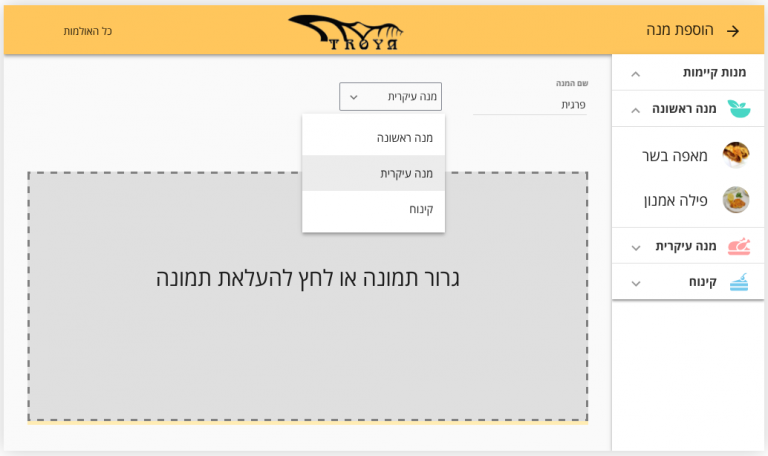 הוספת מנה
TROYA
כל האולמות
מנות קיימות
מנה ראשונה
מאפה בשר
פילה אמנון
מנה עיקרית
קינוח
שם המנה
פרגית
מנה עיקרית
מנה ראשונה
מנה עיקרית
קינוח
גרור תמונה או לחץ להעלאת תמונה